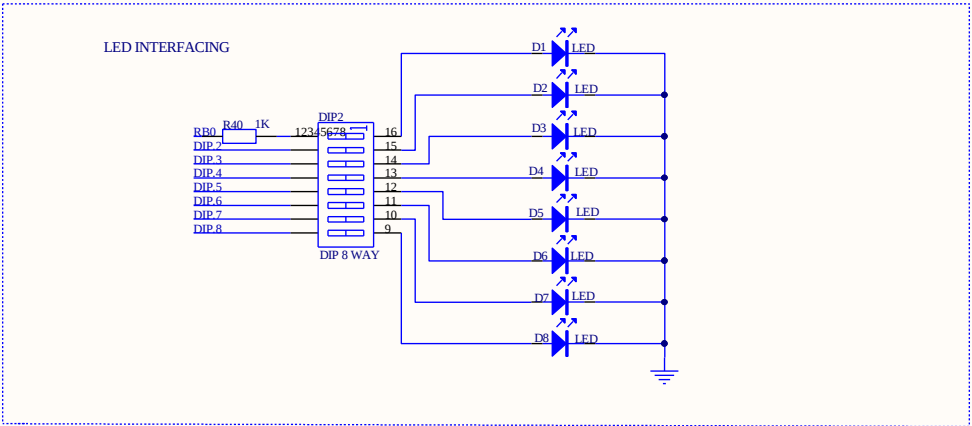 LED INTERFACING
D1 LED
D2 LED
DIP2
R40 1K
RB0 12345678 1 16
D3 LED
DIP.2 15
DIP.3 14
DIP.4 13
D4 LED
DIP.5 12
DIP.6 11
D5 LED
DIP.7 10
DIP.8 9
DIP 8 WAY
D6 LED
D7 LED
D8 LED